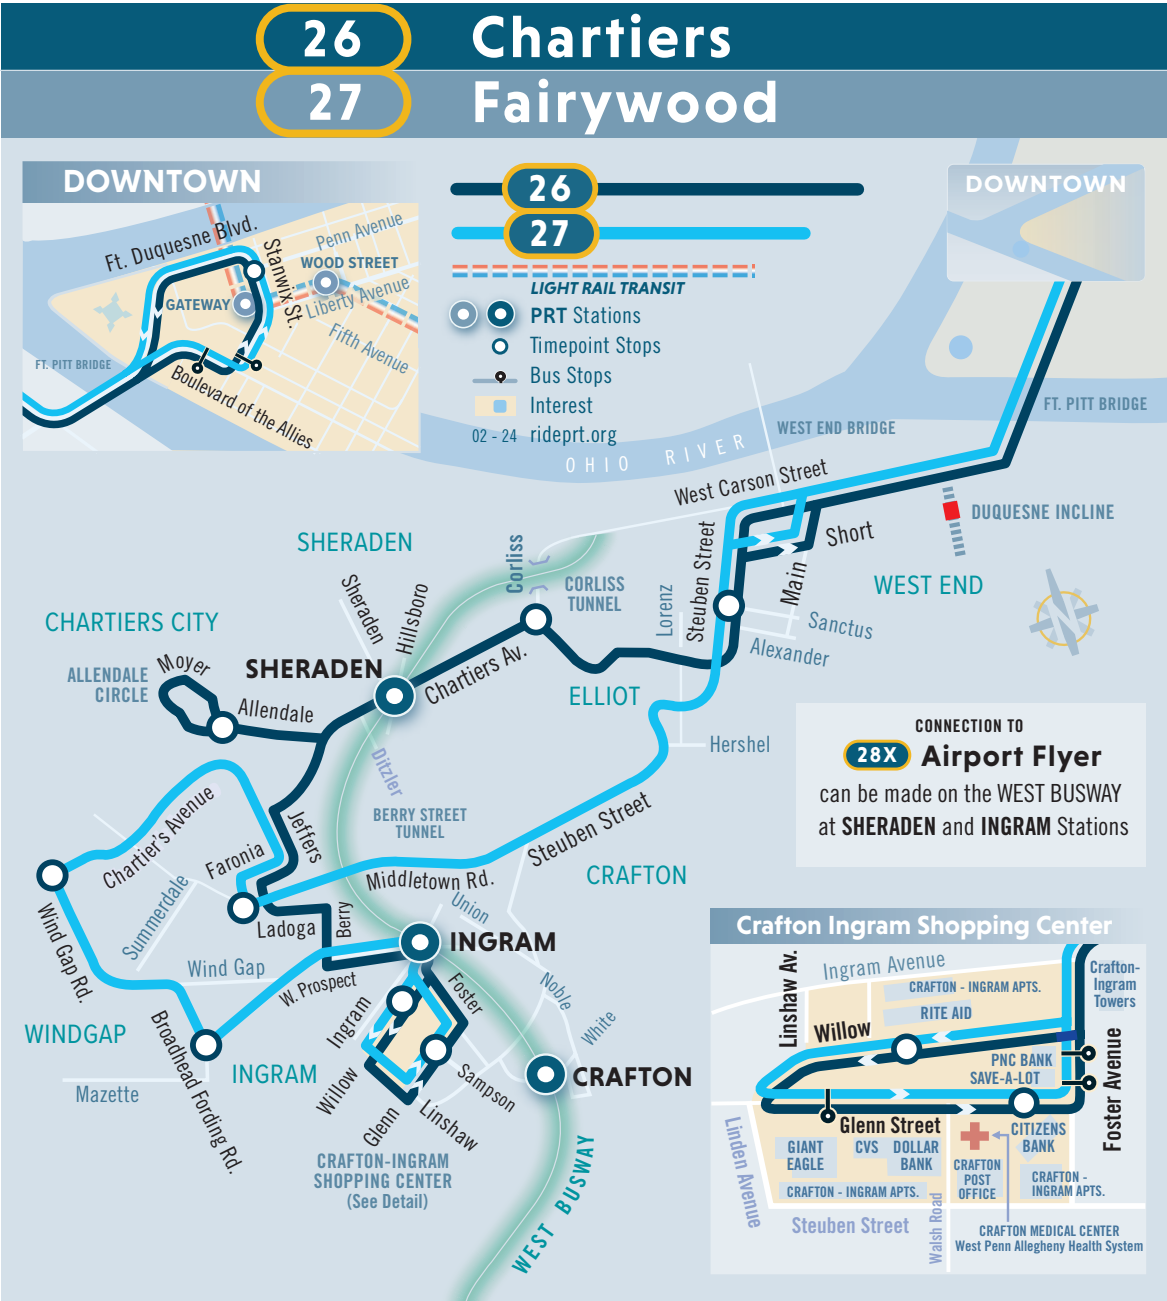 26 Chartiers
27 Fairywood
DOWNTOWN
Ft. Duquesne Blvd.
Stanwix St.
Penn Avenue
WOOD STREET
GATEWAY
Liberty Avenue
Fifth Avenue
FT. PITT BRIDGE
Boulevard of the Allies
26
27
LIGHT RAIL TRANSIT
PRT Stations
Timepoint Stops
Bus Stops
Interest
02 - 24 rideprt.org
DOWNTOWN
FT. PITT BRIDGE
WEST END BRIDGE
OHIO RIVER
West Carson Street
DUQUESNE INCLINE
Short
Main
Steuben Street
WEST END
SHERADEN
Corliss
CORLISS
TUNNEL
Lorenz
Sanctus
Alexander
N
Sheraden
Hillsboro
CHARTIERS CITY
ALLENDALE
CIRCLE
Moyer
SHERADEN
Chartiers Av.
Allendale
ELLIOT
Hershel
Ditzler
CONNECTION TO
28X Airport Flyer
can be made on the WEST BUSWAY
at SHERADEN and INGRAM Stations
BERRY STREET
TUNNEL
Chartier's Avenue
Jeffers
Faronia
Steuben Street
Middletown Rd.
CRAFTON
Summerdale
Wind Gap Rd.
Ladoga
Berry
Union
INGRAM
Wind Gap
W. Prospect
Foster
Noble
White
Ingram
WINDGAP
Broadhead Fording Rd.
INGRAM
Mazette
Willow
Glenn
Linshaw
Sampson
CRAFTON
CRAFTON-INGRAM
SHOPPING CENTER
(See Detail)
WEST BUSWAY
Crafton Ingram Shopping Center
Linshaw Av.
Ingram Avenue
Crafton-
Ingram
Towers
CRAFTON - INGRAM APTS.
RITE AID
Willow
PNC BANK
SAVE-A-LOT
Foster Avenue
Glenn Street
CITIZENS
BANK
Linden Avenue
GIANT
EAGLE
CVS
DOLLAR
BANK
CRAFTON
POST
OFFICE
CRAFTON -
INGRAM APTS.
CRAFTON - INGRAM APTS.
Steuben Street
Walsh Road
CRAFTON MEDICAL CENTER
West Penn Allegheny Health System